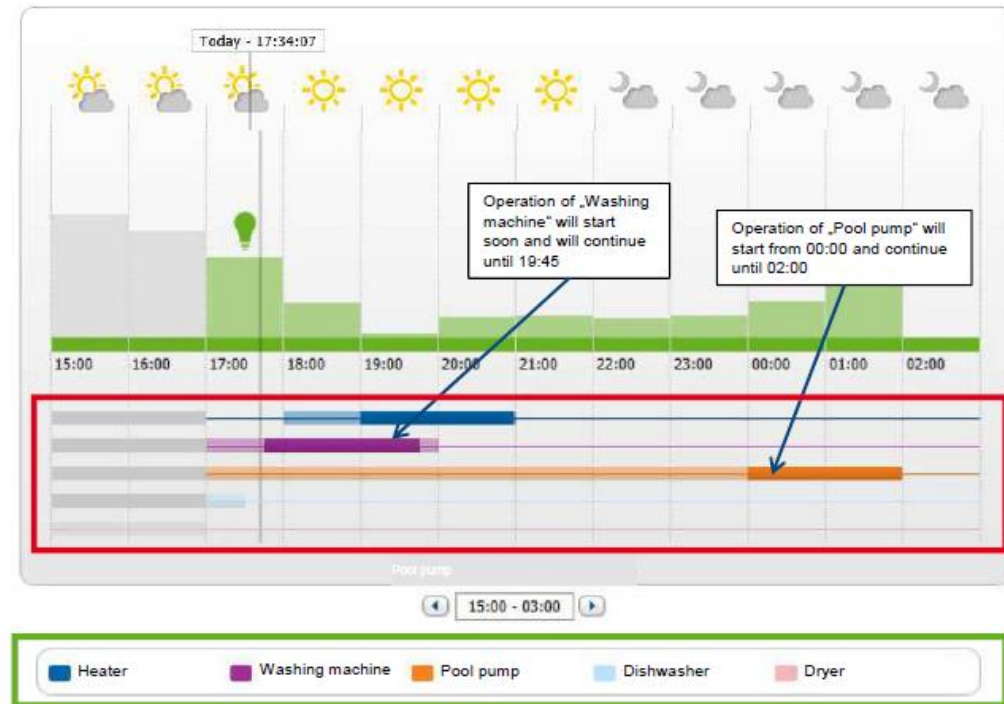 Today - 17:34:07
Operation of „Washing
machine“ will start
soon and will continue
until 19:45
Operation of „Pool pump“ will
start from 00:00 and continue
until 02:00
15:00 16:00 17:00 18:00 19:00 20:00 21:00 22:00 23:00 00:00 01:00 02:00
Pool pump
15:00 - 03:00
Heater Washing machine Pool pump Dishwasher Dryer